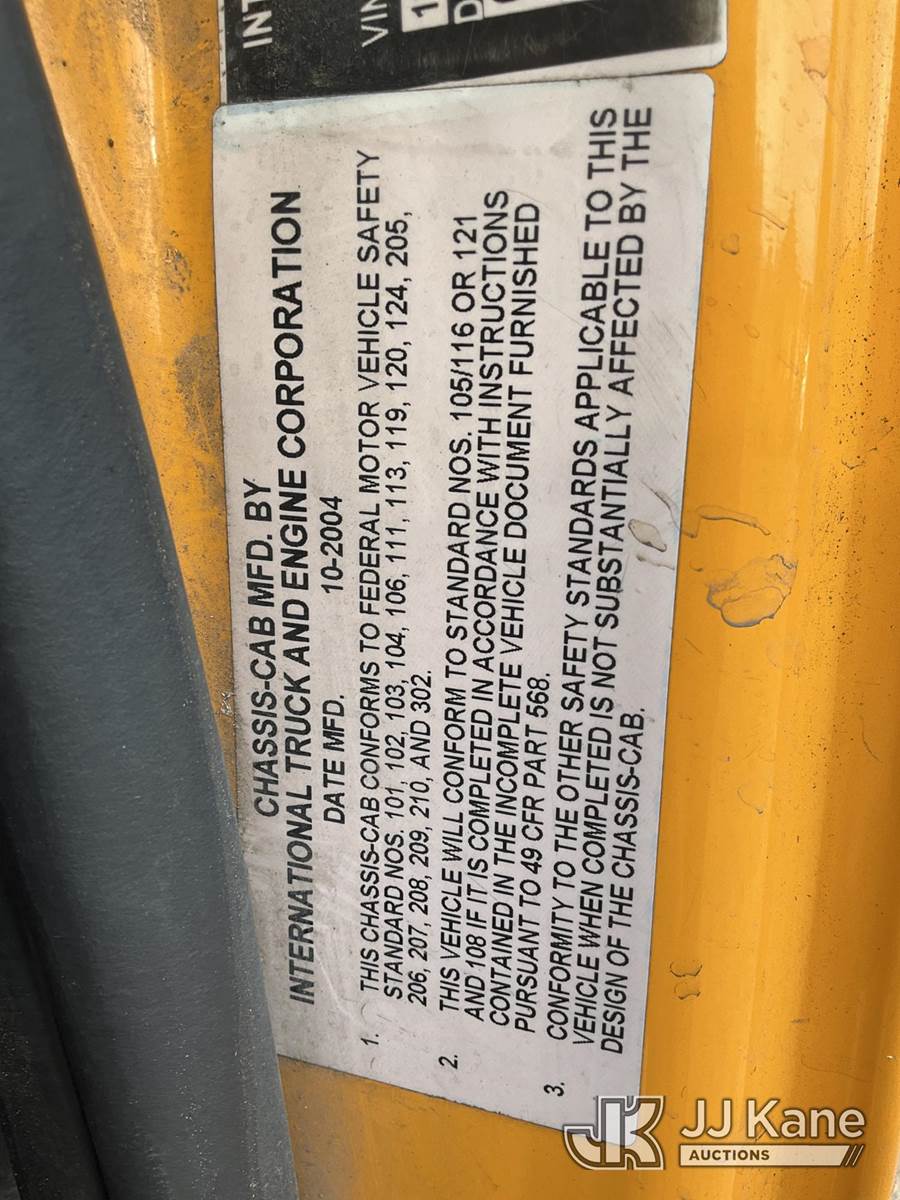 INT
VIN
1
D
CHASSIS-CAB MFD. BY
INTERNATIONAL TRUCK AND ENGINE CORPORATION
DATE MFD. 10-2004
1. THIS CHASSIS-CAB CONFORMS TO FEDERAL MOTOR VEHICLE SAFETY
STANDARD NOS. 101, 102, 103, 104, 106, 111, 113, 119, 120, 124, 205,
206, 207, 208, 209, 210, AND 302.
2. THIS VEHICLE WILL CONFORM TO STANDARD NOS. 105/116 OR 121
AND 108 IF IT IS COMPLETED IN ACCORDANCE WITH INSTRUCTIONS
CONTAINED IN THE INCOMPLETE VEHICLE DOCUMENT FURNISHED
PURSUANT TO 49 CFR PART 568.
3. CONFORMITY TO THE OTHER SAFETY STANDARDS APPLICABLE TO THIS
VEHICLE WHEN COMPLETED IS NOT SUBSTANTIALLY AFFECTED BY THE
DESIGN OF THE CHASSIS-CAB.
JK JJ Kane
AUCTIONS